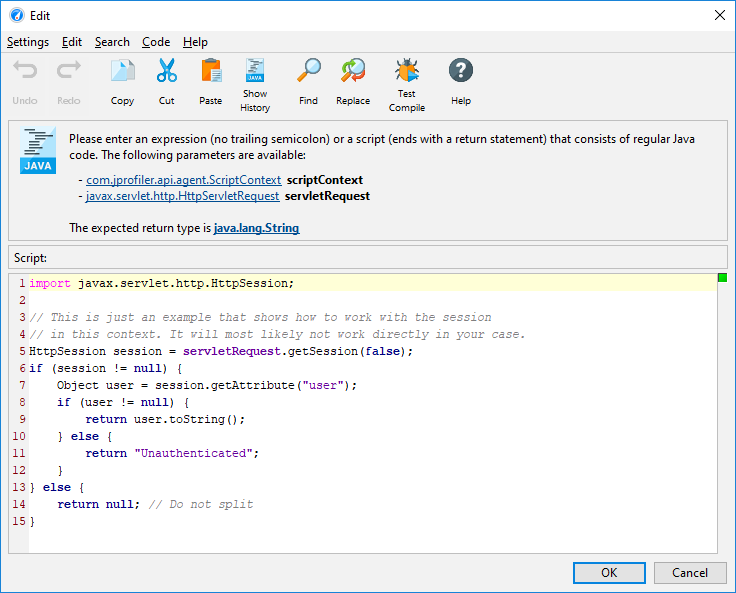 Edit
Settings Edit Search Code Help
Undo Redo Copy Cut Paste Show History Find Replace Test Compile Help
JAVA
Please enter an expression (no trailing semicolon) or a script (ends with a return statement) that consists of regular Java
code. The following parameters are available:
- com.jprofiler.api.agent.ScriptContext scriptContext
- javax.servlet.http.HttpServletRequest servletRequest
The expected return type is java.lang.String
Script:
1 import javax.servlet.http.HttpSession;
2
3 // This is just an example that shows how to work with the session
4 // in this context. It will most likely not work directly in your case.
5 HttpSession session = servletRequest.getSession(false);
6 if (session != null) {
7     Object user = session.getAttribute("user");
8     if (user != null) {
9         return user.toString();
10     } else {
11         return "Unauthenticated";
12     }
13 } else {
14     return null; // Do not split
15 }
OK Cancel